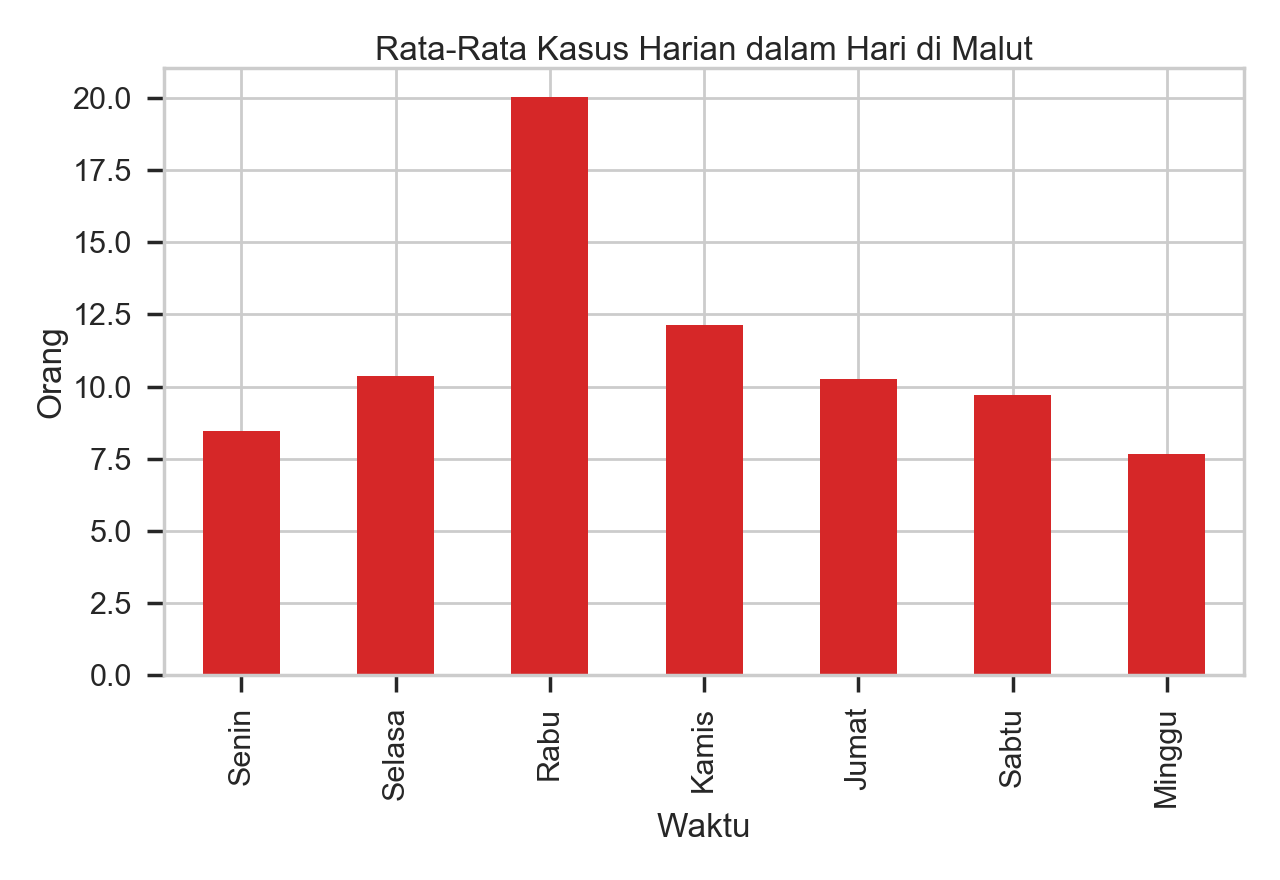 Rata-Rata Kasus Harian dalam Hari di Malut
20.0
17.5
15.0
12.5
10.0
7.5
5.0
2.5
0.0
Orang
Senin
Selasa
Rabu
Kamis
Jumat
Sabtu
Minggu
Waktu